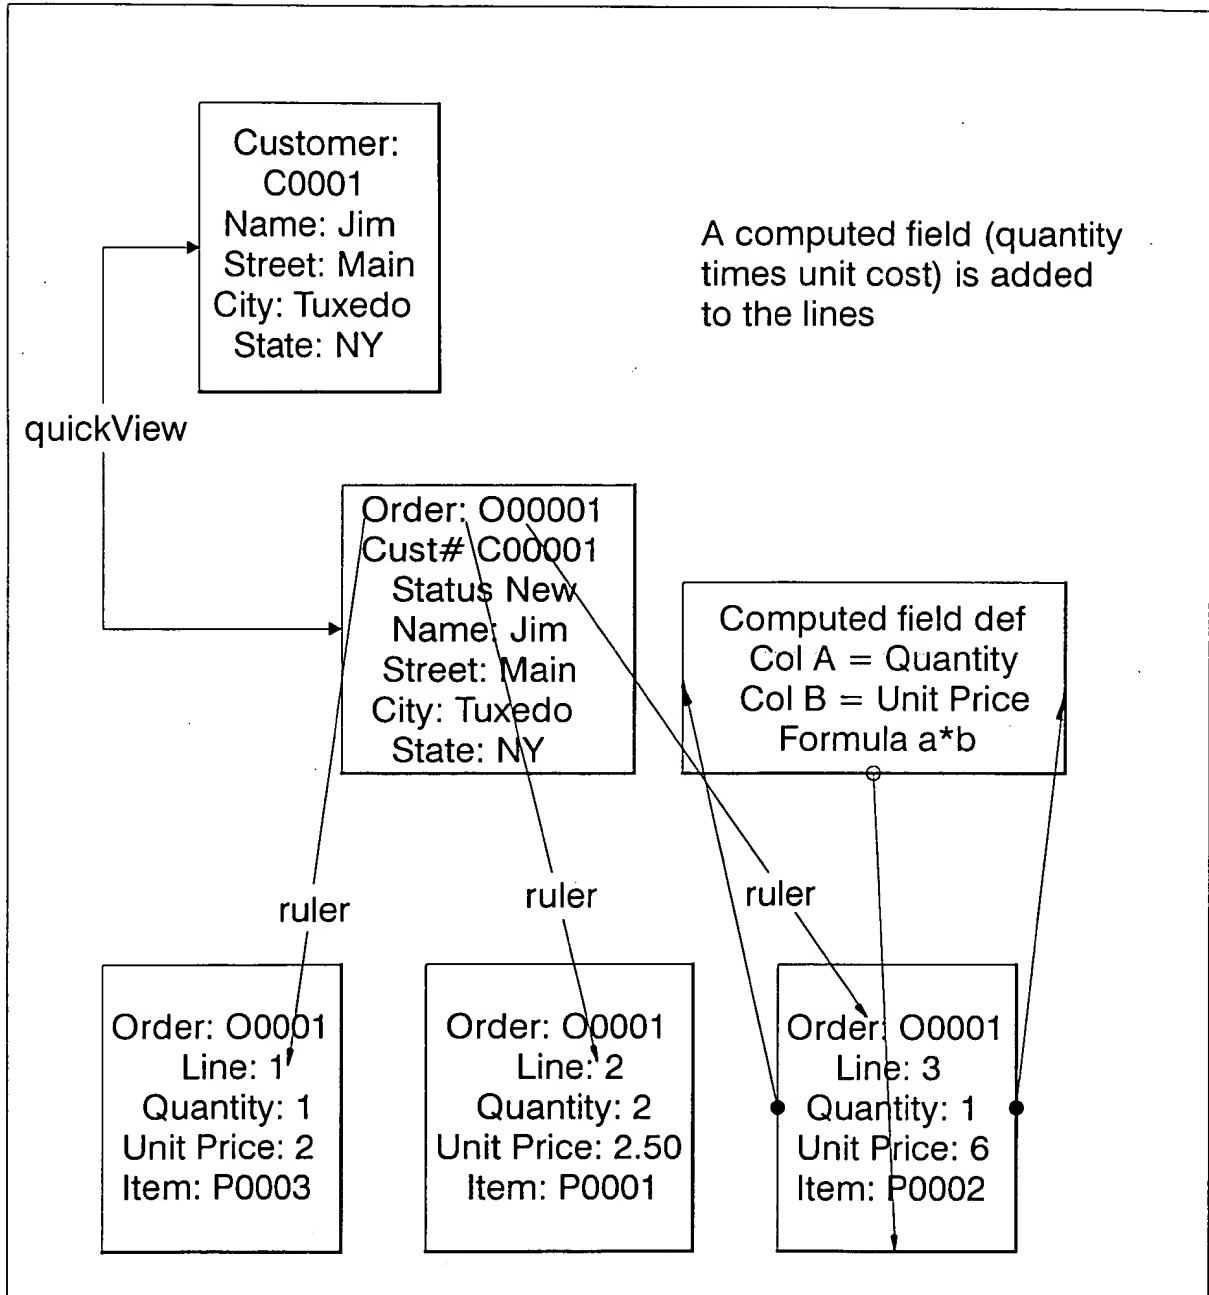 Customer:
C0001
Name: Jim
Street: Main
City: Tuxedo
State: NY
A computed field (quantity
times unit cost) is added
to the lines
quickView
Order: O00001
Cust# C00001
Status New
Name: Jim
Street: Main
City: Tuxedo
State: NY
Computed field def
Col A = Quantity
Col B = Unit Price
Formula a*b
ruler
ruler
ruler
Order: O0001
Line: 1
Quantity: 1
Unit Price: 2
Item: P0003
Order: O0001
Line: 2
Quantity: 2
Unit Price: 2.50
Item: P0001
Order: O0001
Line: 3
Quantity: 1
Unit Price: 6
Item: P0002